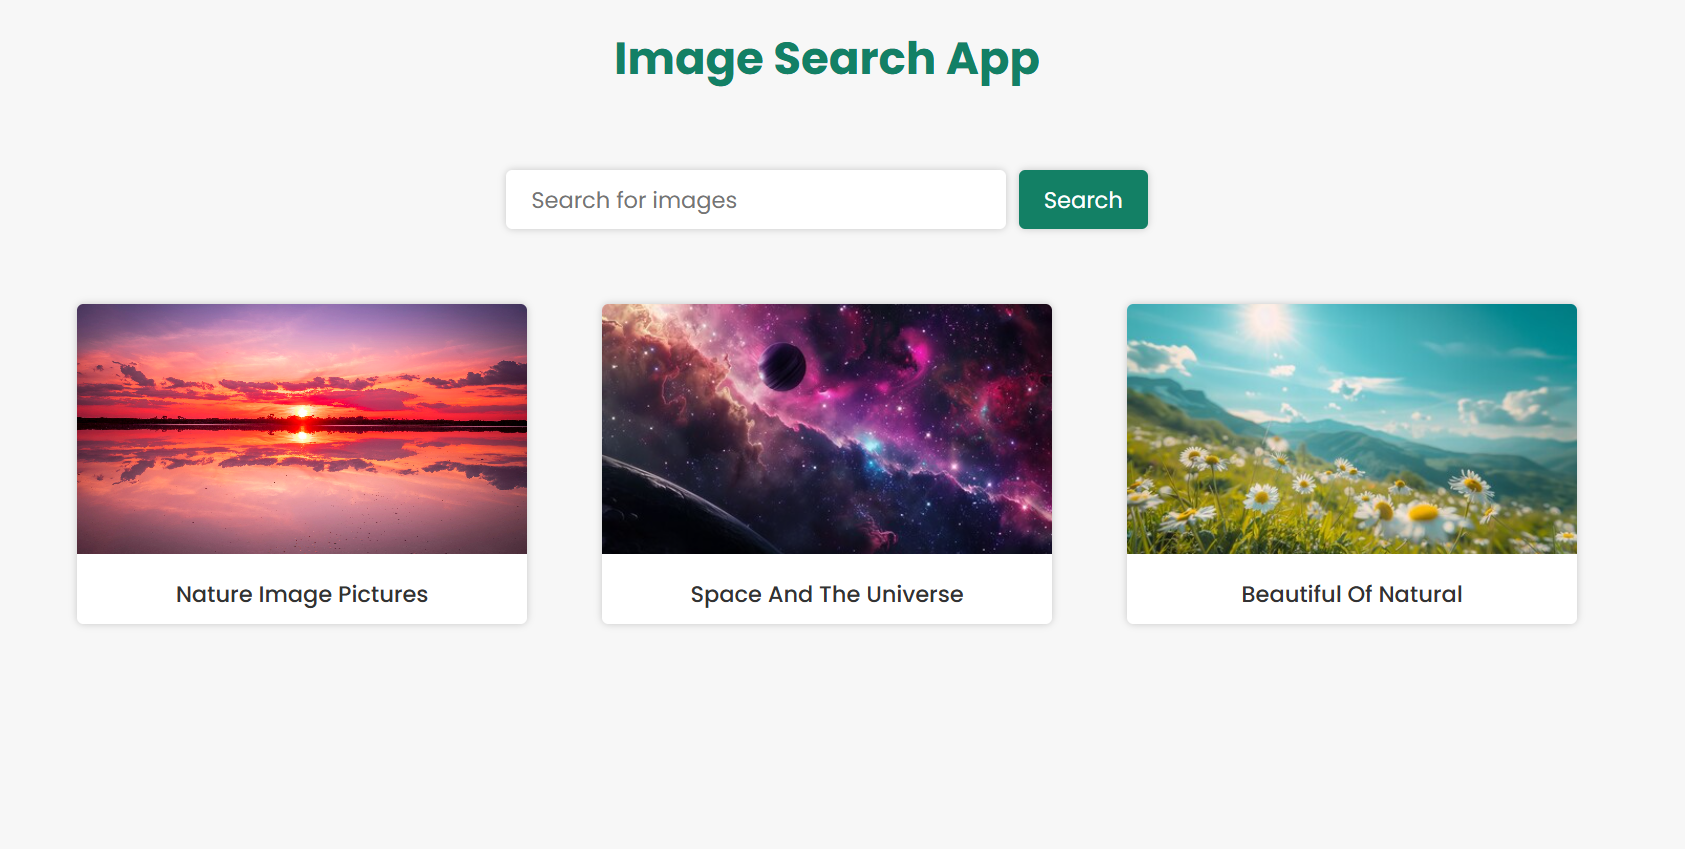 Image Search App
Search for images
Search
Nature Image Pictures
Space And The Universe
Beautiful Of Natural